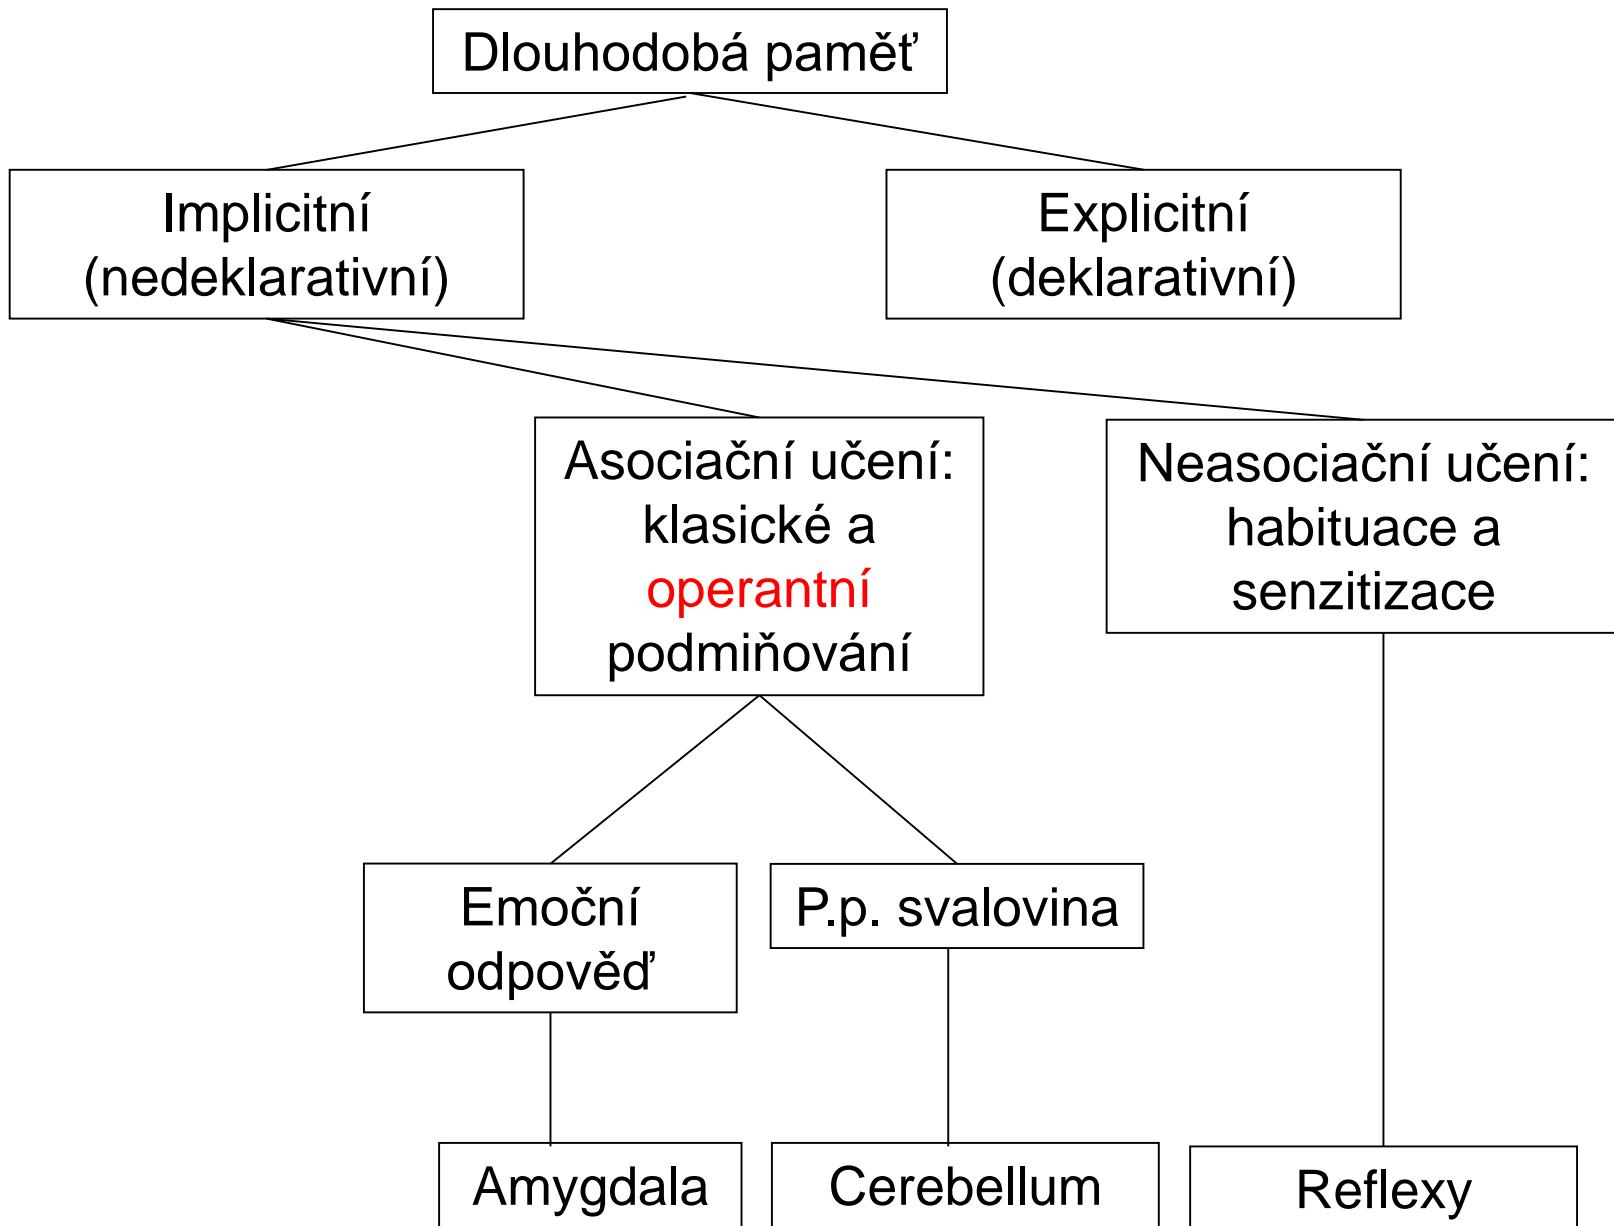 Dlouhodobá paměť
Implicitní
(nedeklarativní)
Explicitní
(deklarativní)
Asociační učení:
klasické a
operantní
podmiňování
Neasociační učení:
habituace a
senzitizace
Emoční
odpověď
P.p. svalovina
Amygdala
Cerebellum
Reflexy